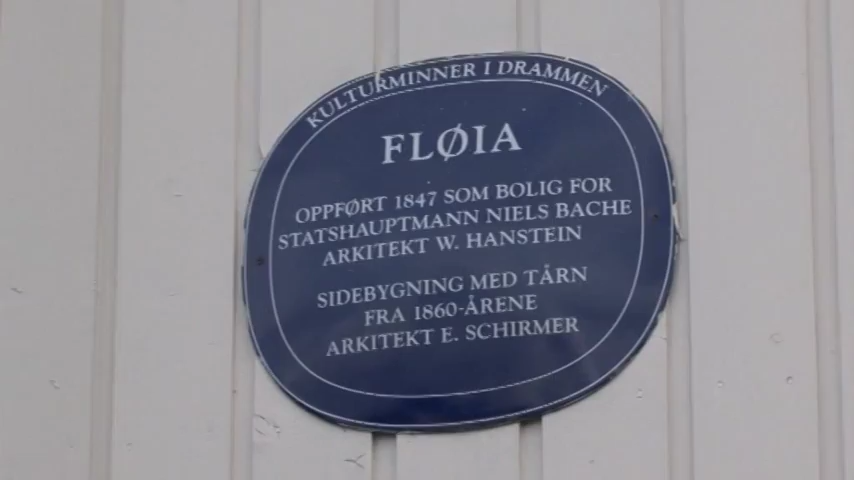 KULTURMINNER I DRAMMEN
FLØIA
OPPFØRT 1847 SOM BOLIG FOR
STATSHAUPTMANN NIELS BACHE
ARKITEKT W. HANSTEIN
SIDEBYGNING MED TÅRN
FRA 1860-ÅRENE
ARKITEKT E. SCHIRMER